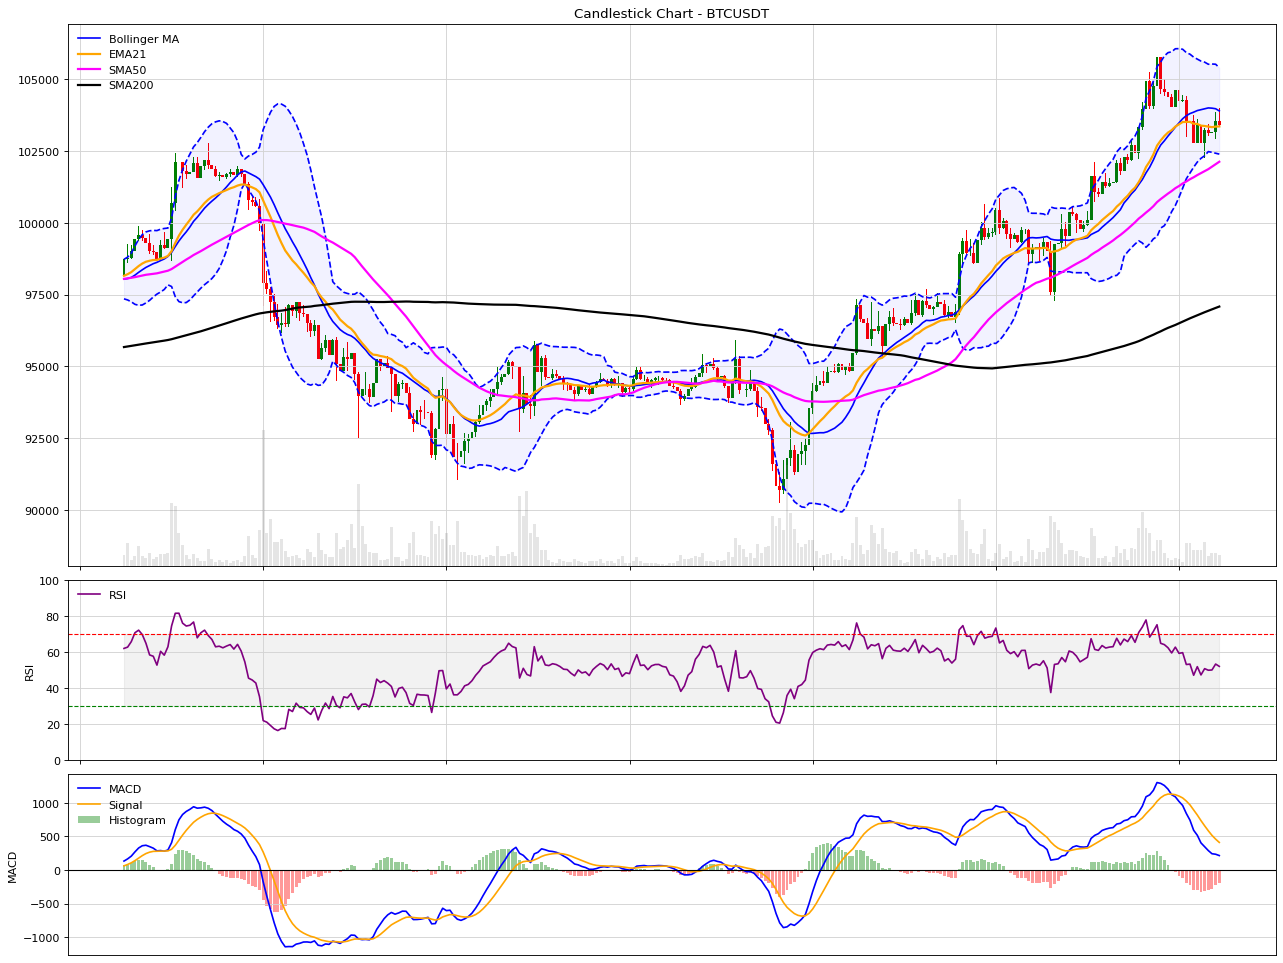 Candlestick Chart - BTCUSDT
Bollinger MA
EMA21
SMA50
SMA200
105000
102500
100000
97500
95000
92500
90000
RSI
100
80
60
40
20
0
RSI
MACD
Signal
Histogram
1000
500
0
−500
−1000
MACD